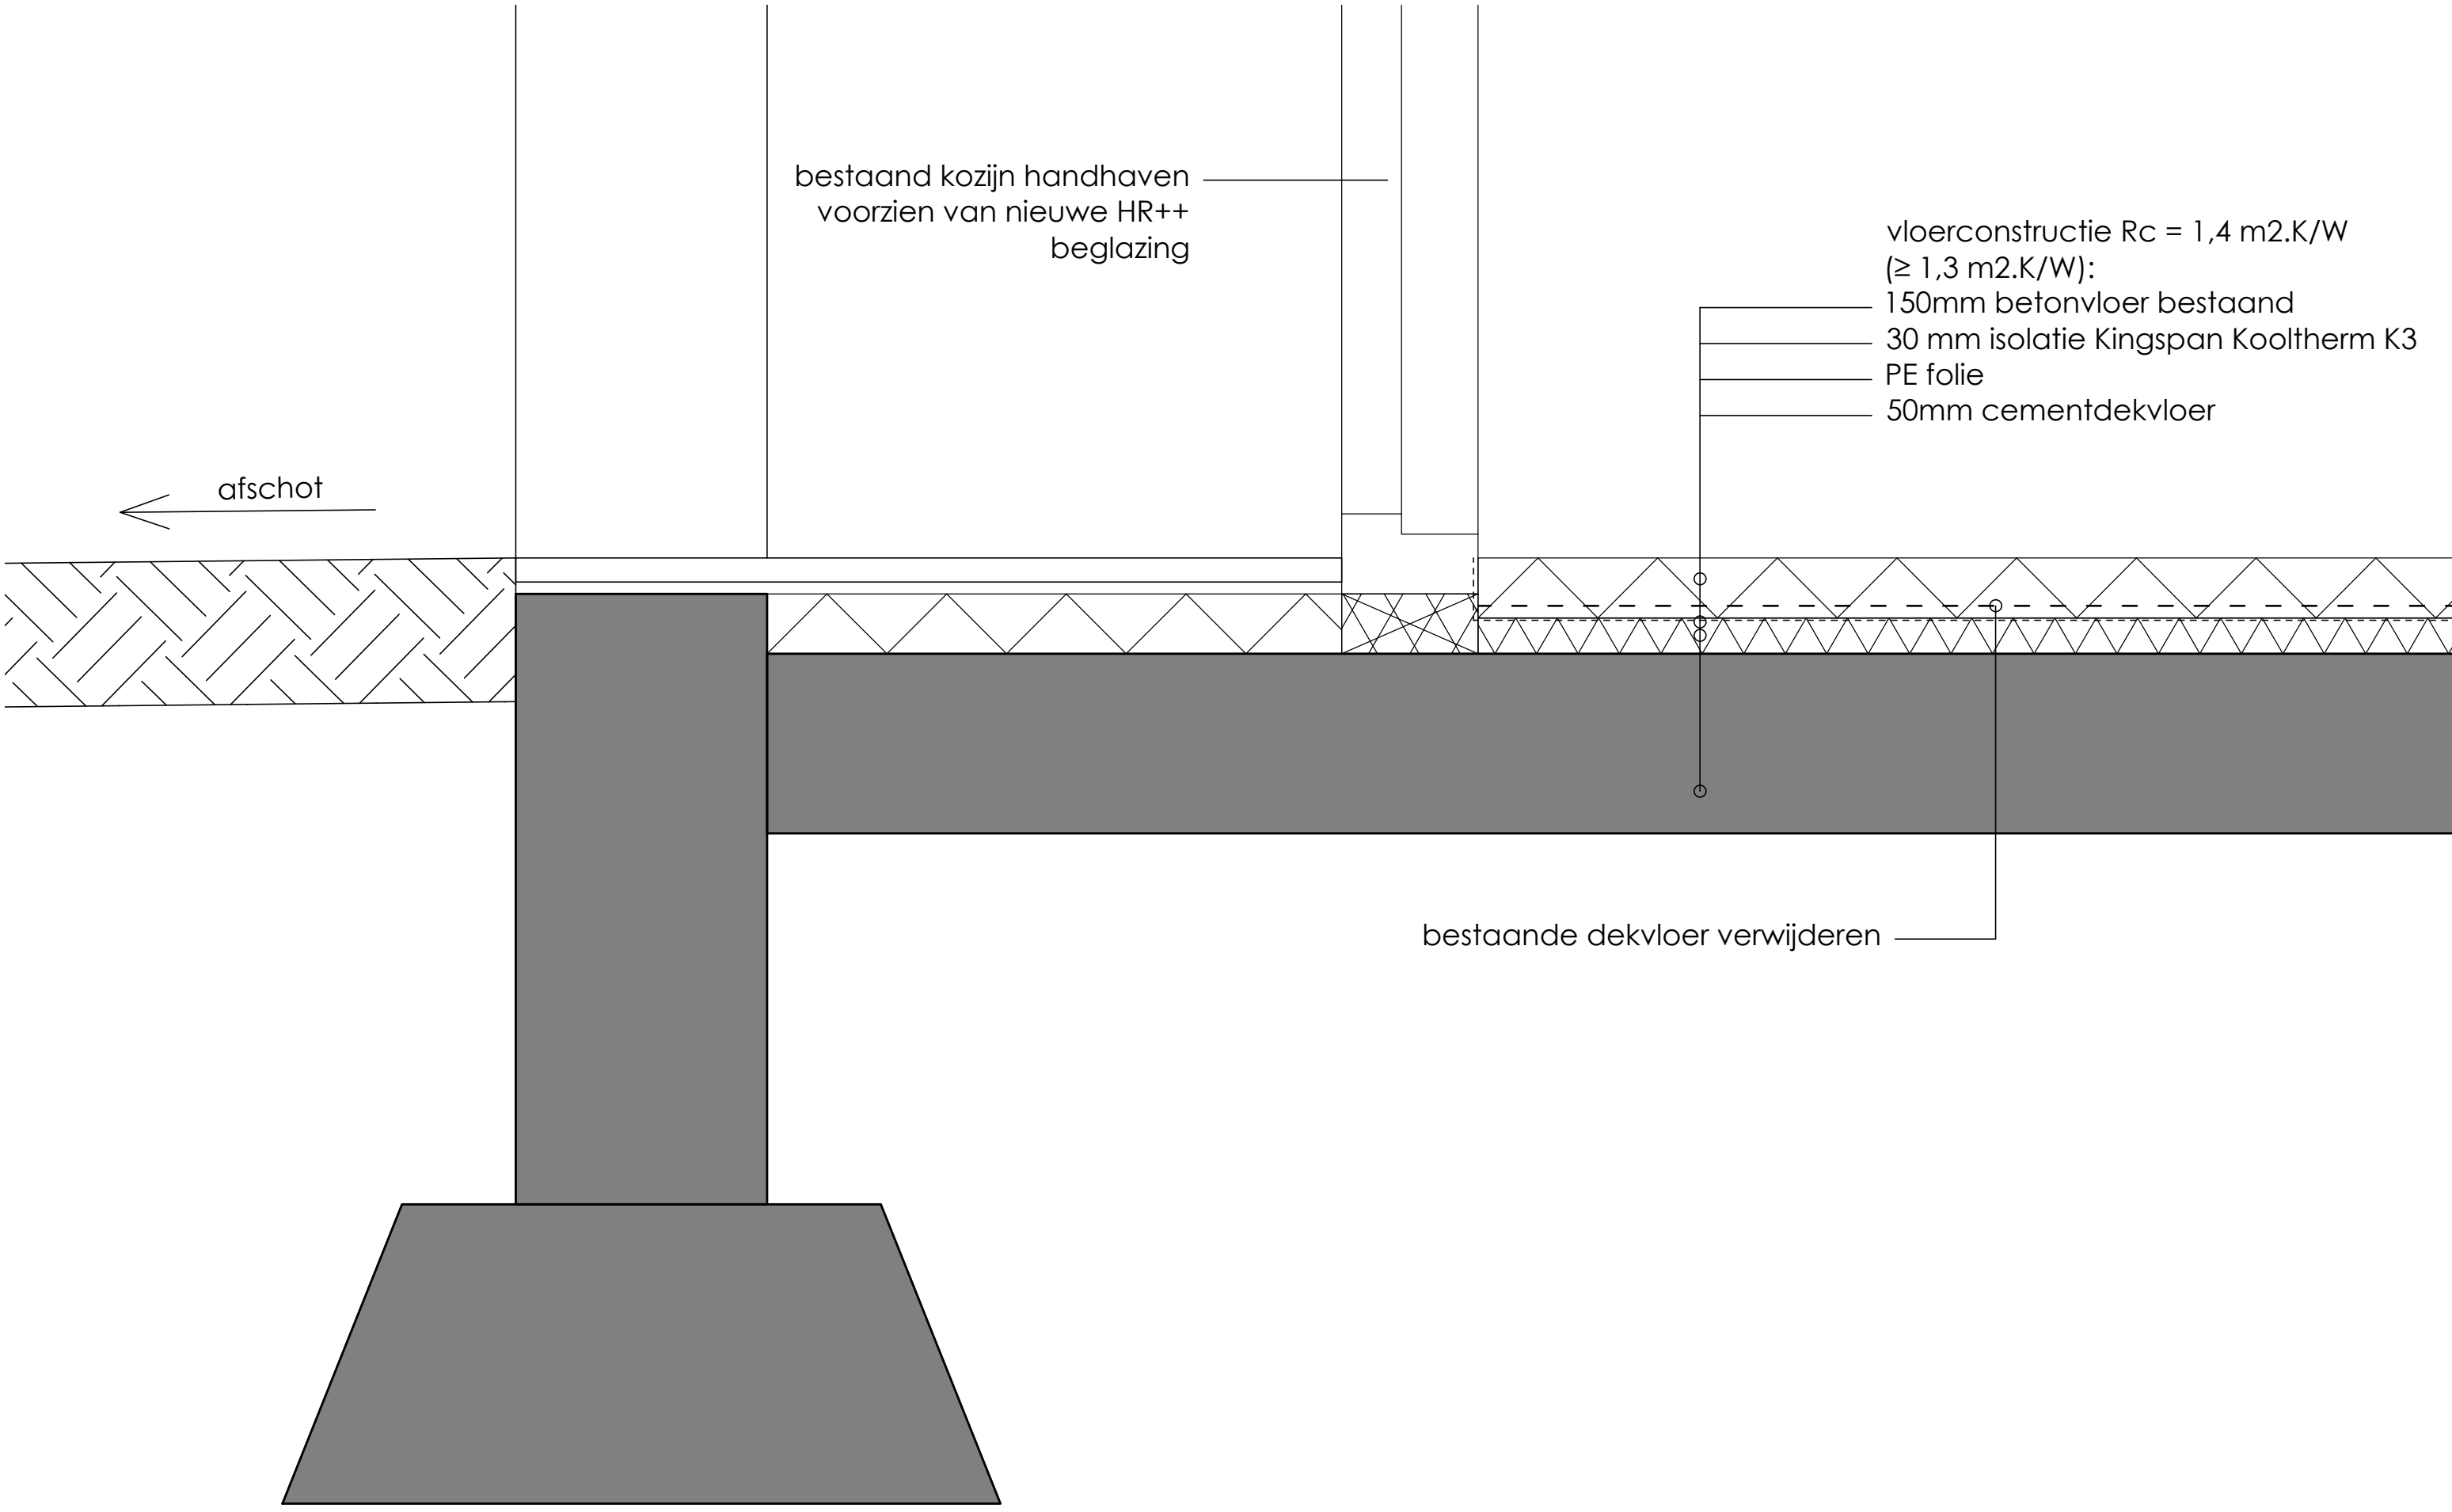 bestaand kozijn handhaven
voorzien van nieuwe HR++
beglazing
vloerconstructie Rc = 1,4 m2.K/W
(≥ 1,3 m2.K/W):
150mm betonvloer bestaand
30 mm isolatie Kingspan Kooltherm K3
PE folie
50mm cementdekvloer
afschot
bestaande dekvloer verwijderen